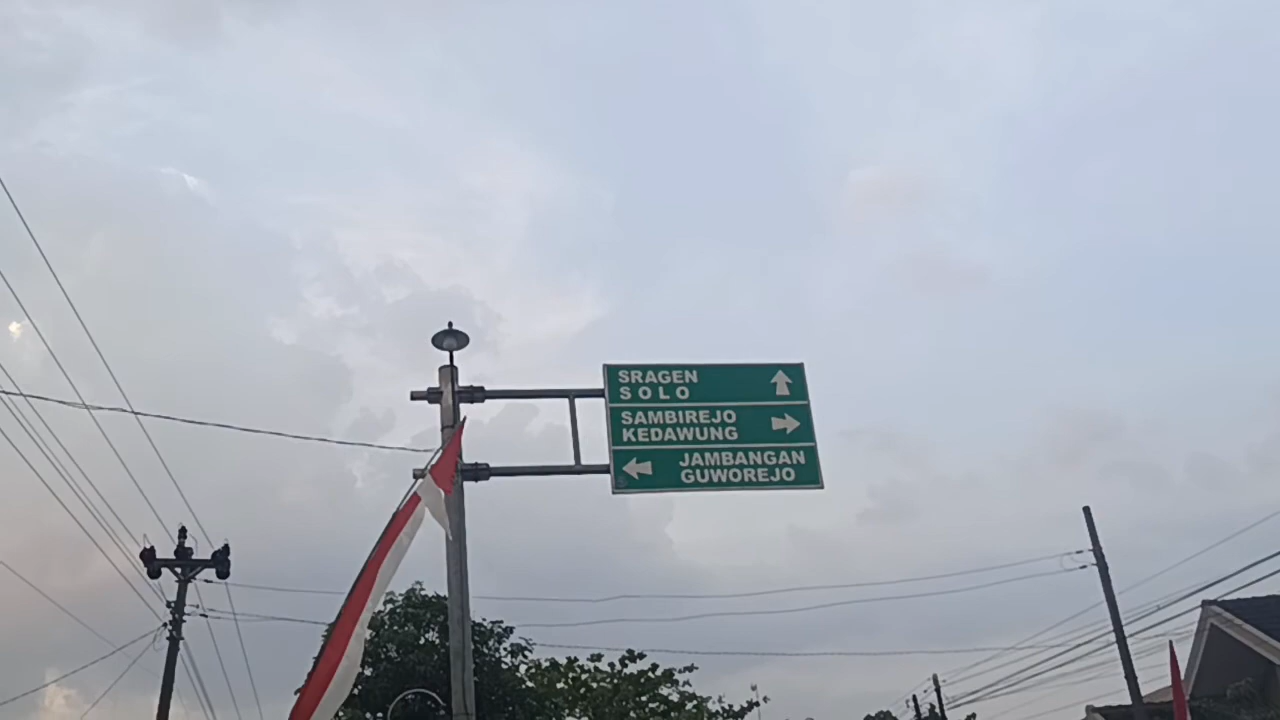 SRAGEN
SOLO
SAMBIREJO
KEDAWUNG
JAMBANGAN
GUWOREJO